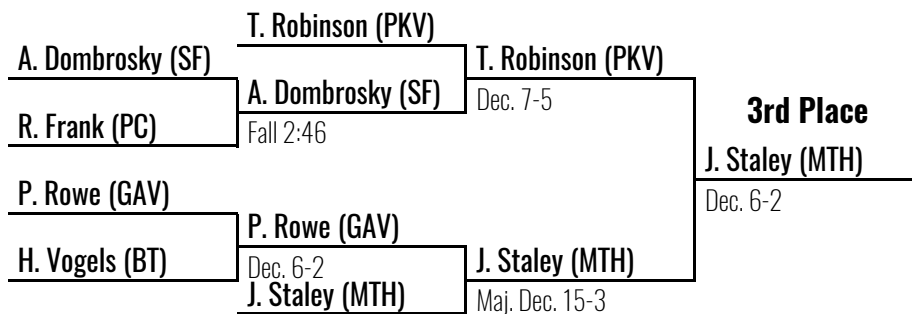 T. Robinson (PKV)
A. Dombrosky (SF)
T. Robinson (PKV)
A. Dombrosky (SF)
Dec. 7-5
3rd Place
R. Frank (PC)
Fall 2:46
J. Staley (MTH)
P. Rowe (GAV)
Dec. 6-2
P. Rowe (GAV)
H. Vogels (BT)
Dec. 6-2
J. Staley (MTH)
J. Staley (MTH)
Maj. Dec. 15-3